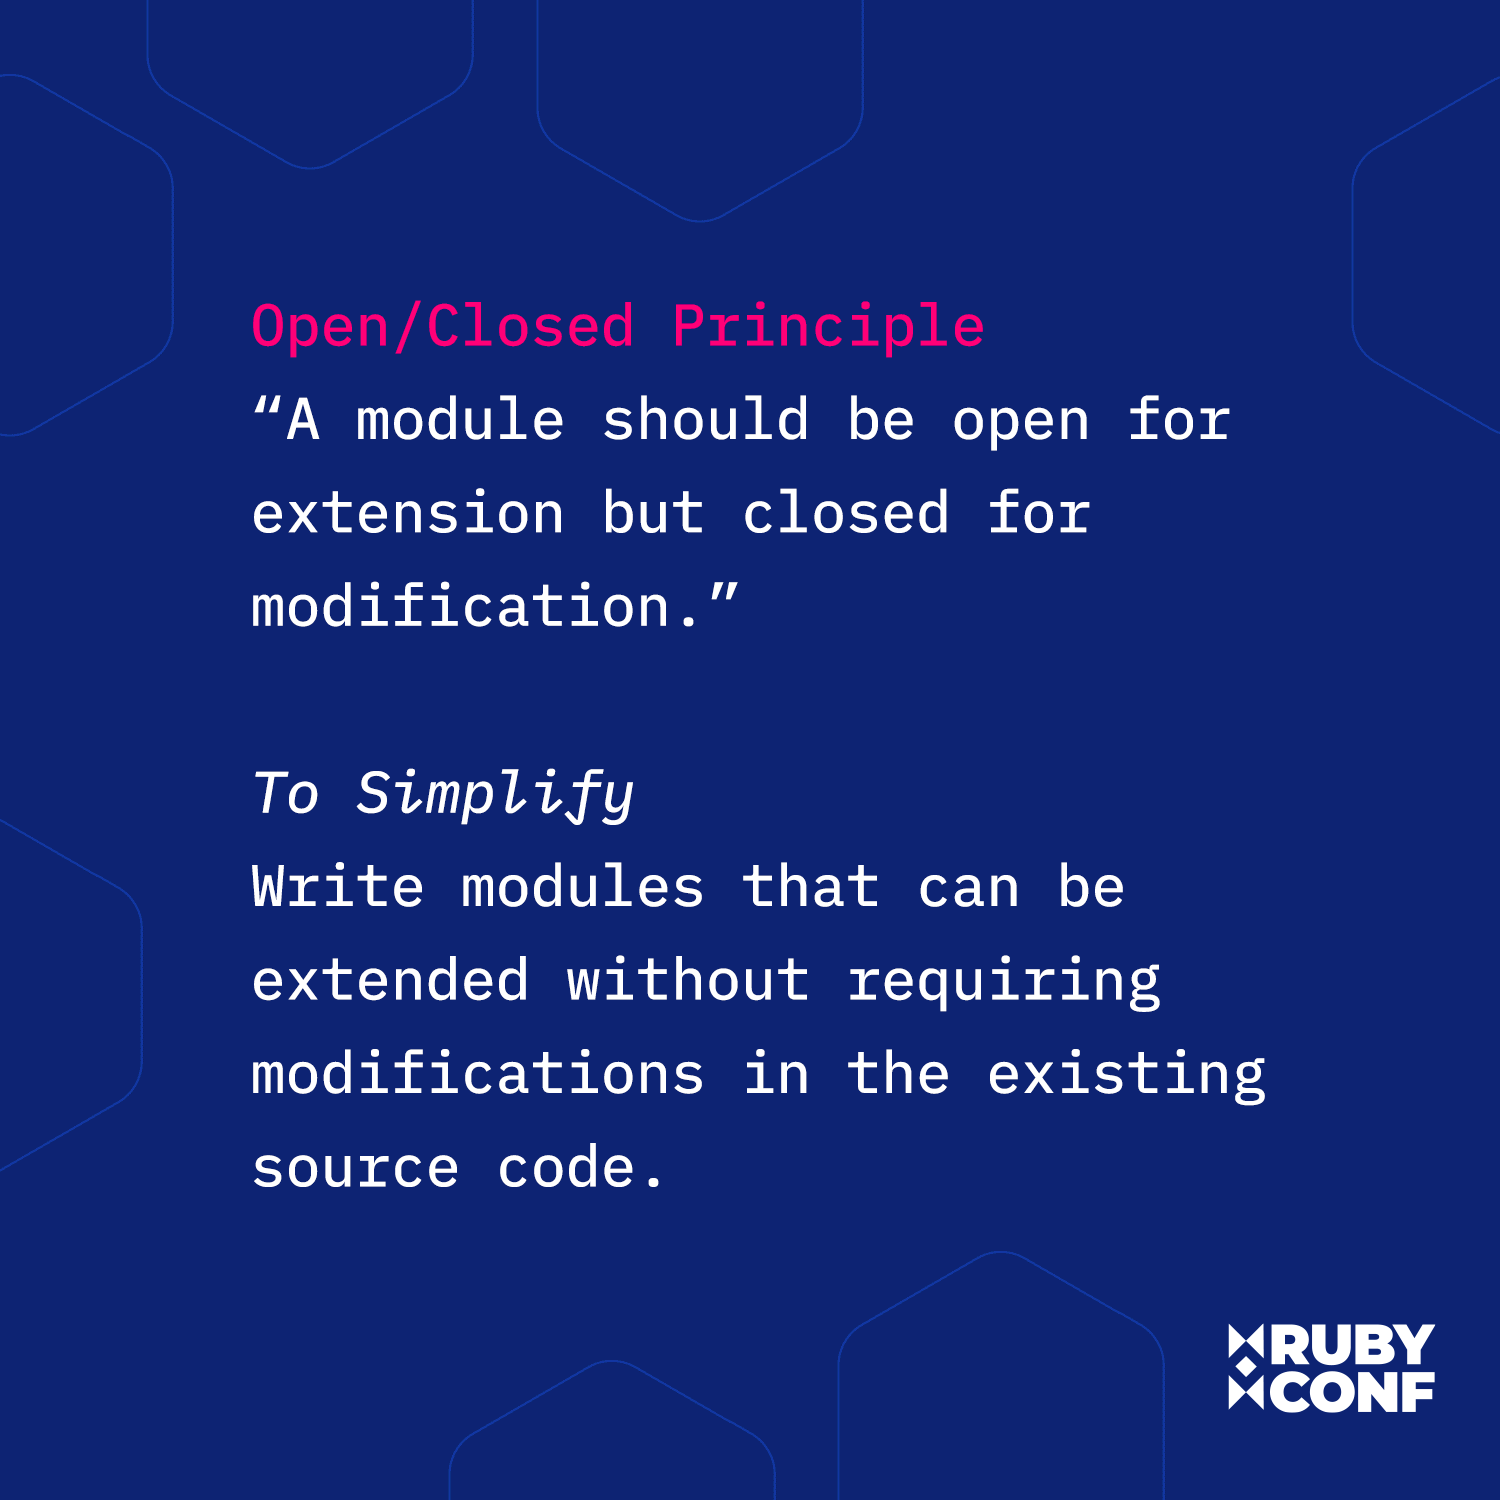 Open/Closed Principle
“A module should be open for
extension but closed for
modification.”
To Simplify
Write modules that can be
extended without requiring
modifications in the existing
source code.
RUBY
CONF